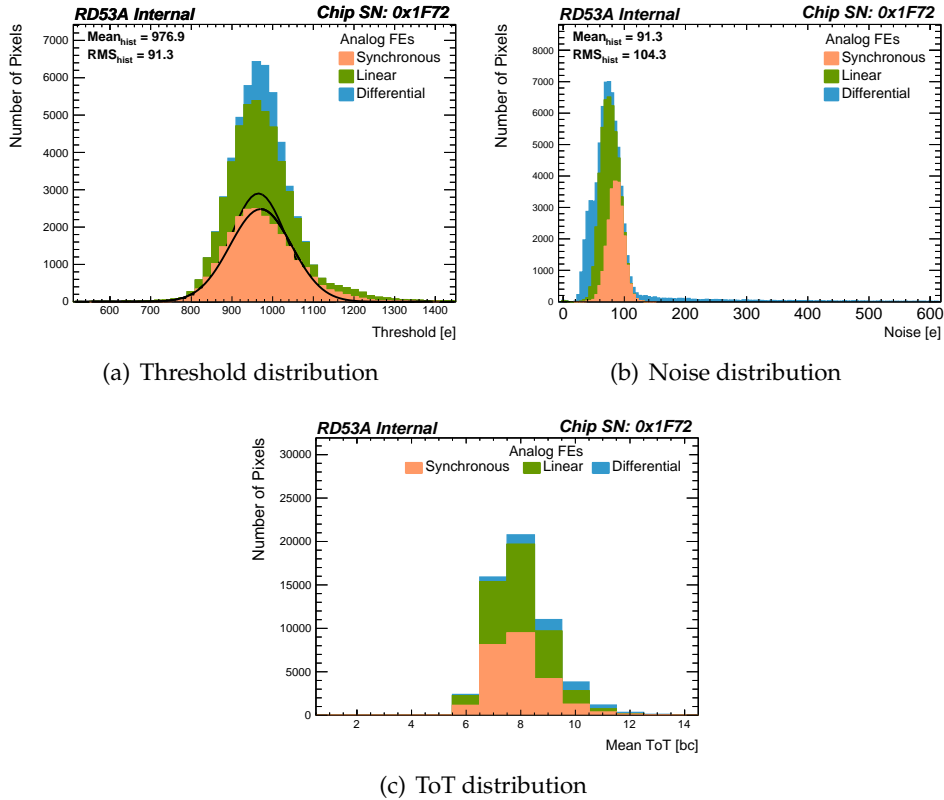 RD53A Internal Chip SN: 0x1F72
Mean_hist = 976.9
RMS_hist = 91.3
Analog FEs
Synchronous
Linear
Differential
Number of Pixels
7000
6000
5000
4000
3000
2000
1000
0
600 700 800 900 1000 1100 1200 1300 1400
Threshold [e]
(a) Threshold distribution
RD53A Internal Chip SN: 0x1F72
Mean_hist = 91.3
RMS_hist = 104.3
Analog FEs
Synchronous
Linear
Differential
Number of Pixels
8000
7000
6000
5000
4000
3000
2000
1000
0
0 100 200 300 400 500 600
Noise [e]
(b) Noise distribution
RD53A Internal Chip SN: 0x1F72
Analog FEs
Synchronous Linear Differential
Number of Pixels
30000
25000
20000
15000
10000
5000
0
2 4 6 8 10 12 14
Mean ToT [bc]
(c) ToT distribution